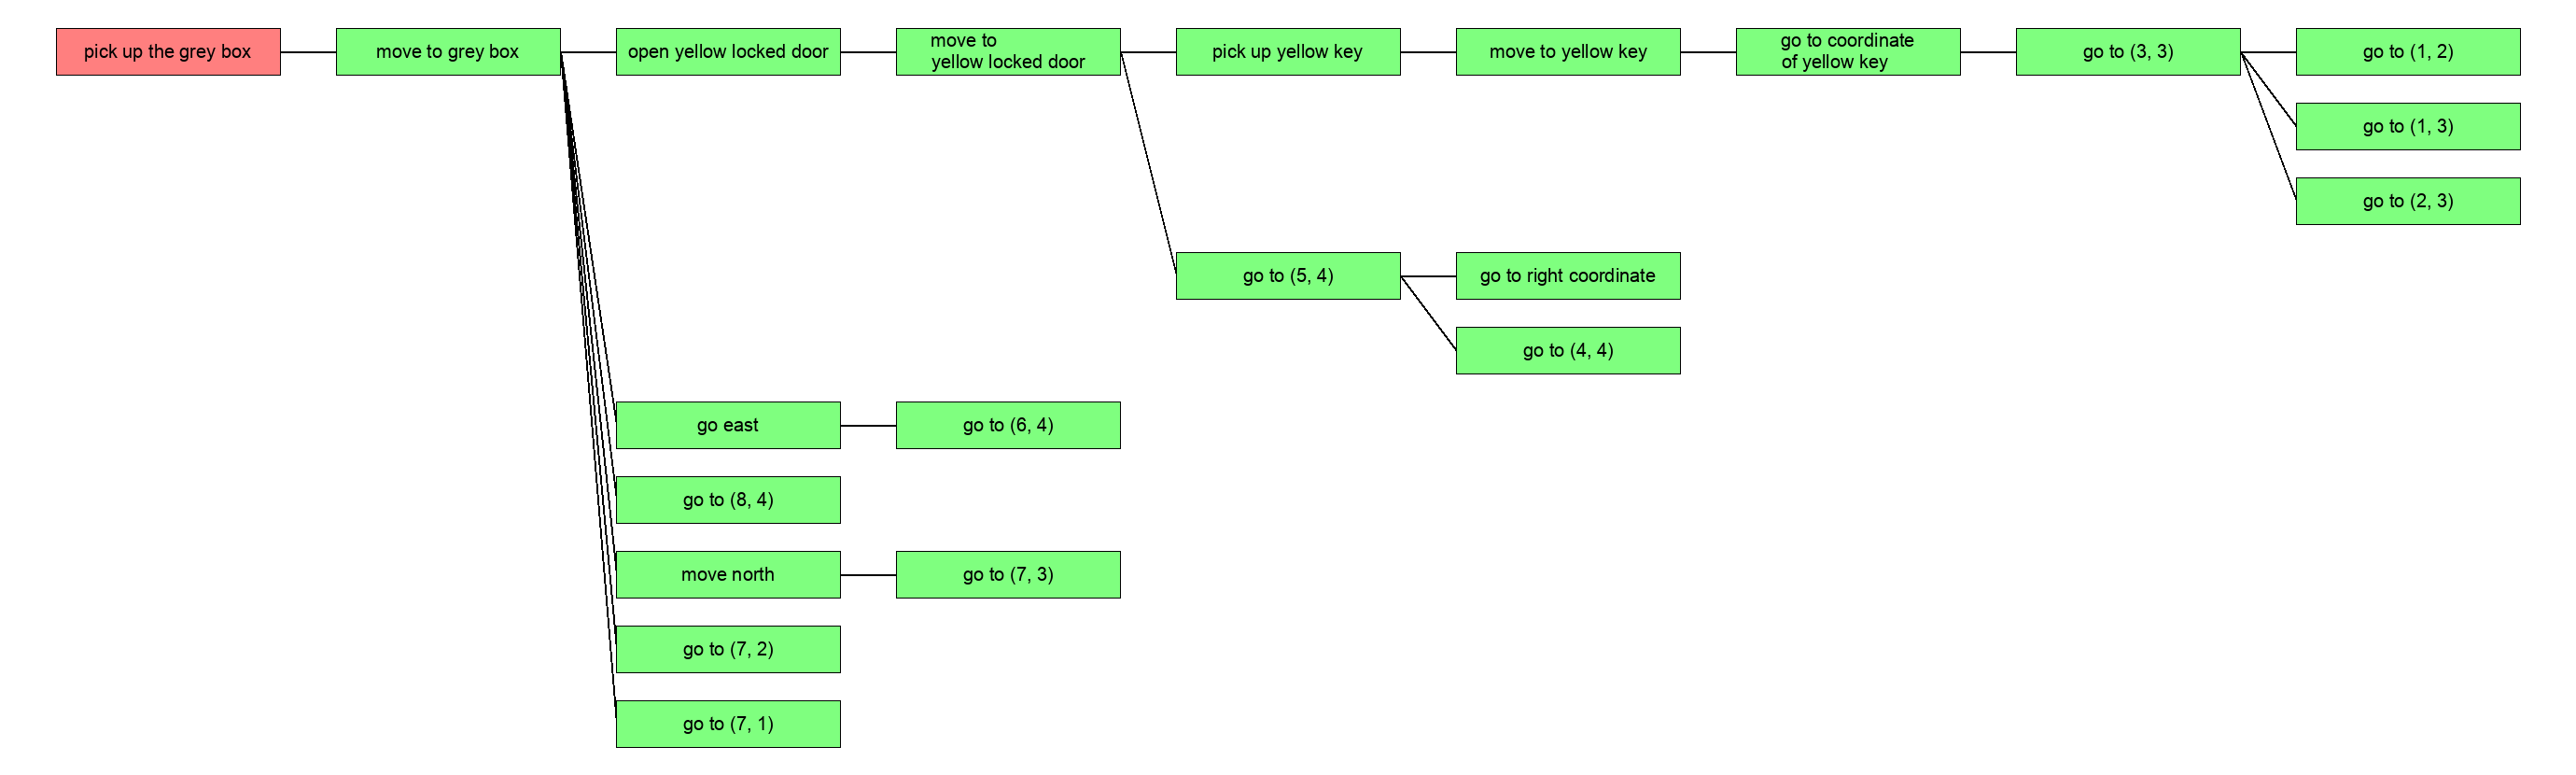 pick up the grey box
move to grey box
open yellow locked door
move to
yellow locked door
pick up yellow key
move to yellow key
go to coordinate
of yellow key
go to (3, 3)
go to (1, 2)
go to (1, 3)
go to (2, 3)
go to (5, 4)
go to right coordinate
go to (4, 4)
go east
go to (6, 4)
go to (8, 4)
move north
go to (7, 3)
go to (7, 2)
go to (7, 1)